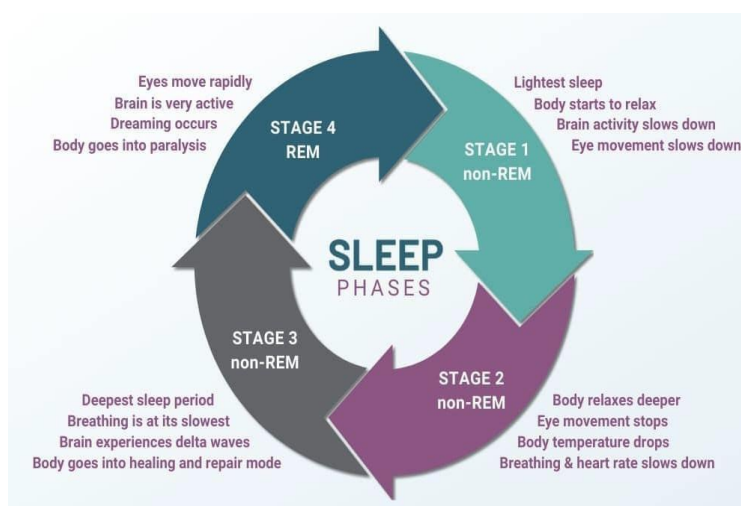 SLEEP
PHASES
STAGE 1
non-REM
Lightest sleep
Body starts to relax
Brain activity slows down
Eye movement slows down
STAGE 2
non-REM
Body relaxes deeper
Eye movement stops
Body temperature drops
Breathing & heart rate slows down
STAGE 3
non-REM
Deepest sleep period
Breathing is at its slowest
Brain experiences delta waves
Body goes into healing and repair mode
STAGE 4
REM
Eyes move rapidly
Brain is very active
Dreaming occurs
Body goes into paralysis